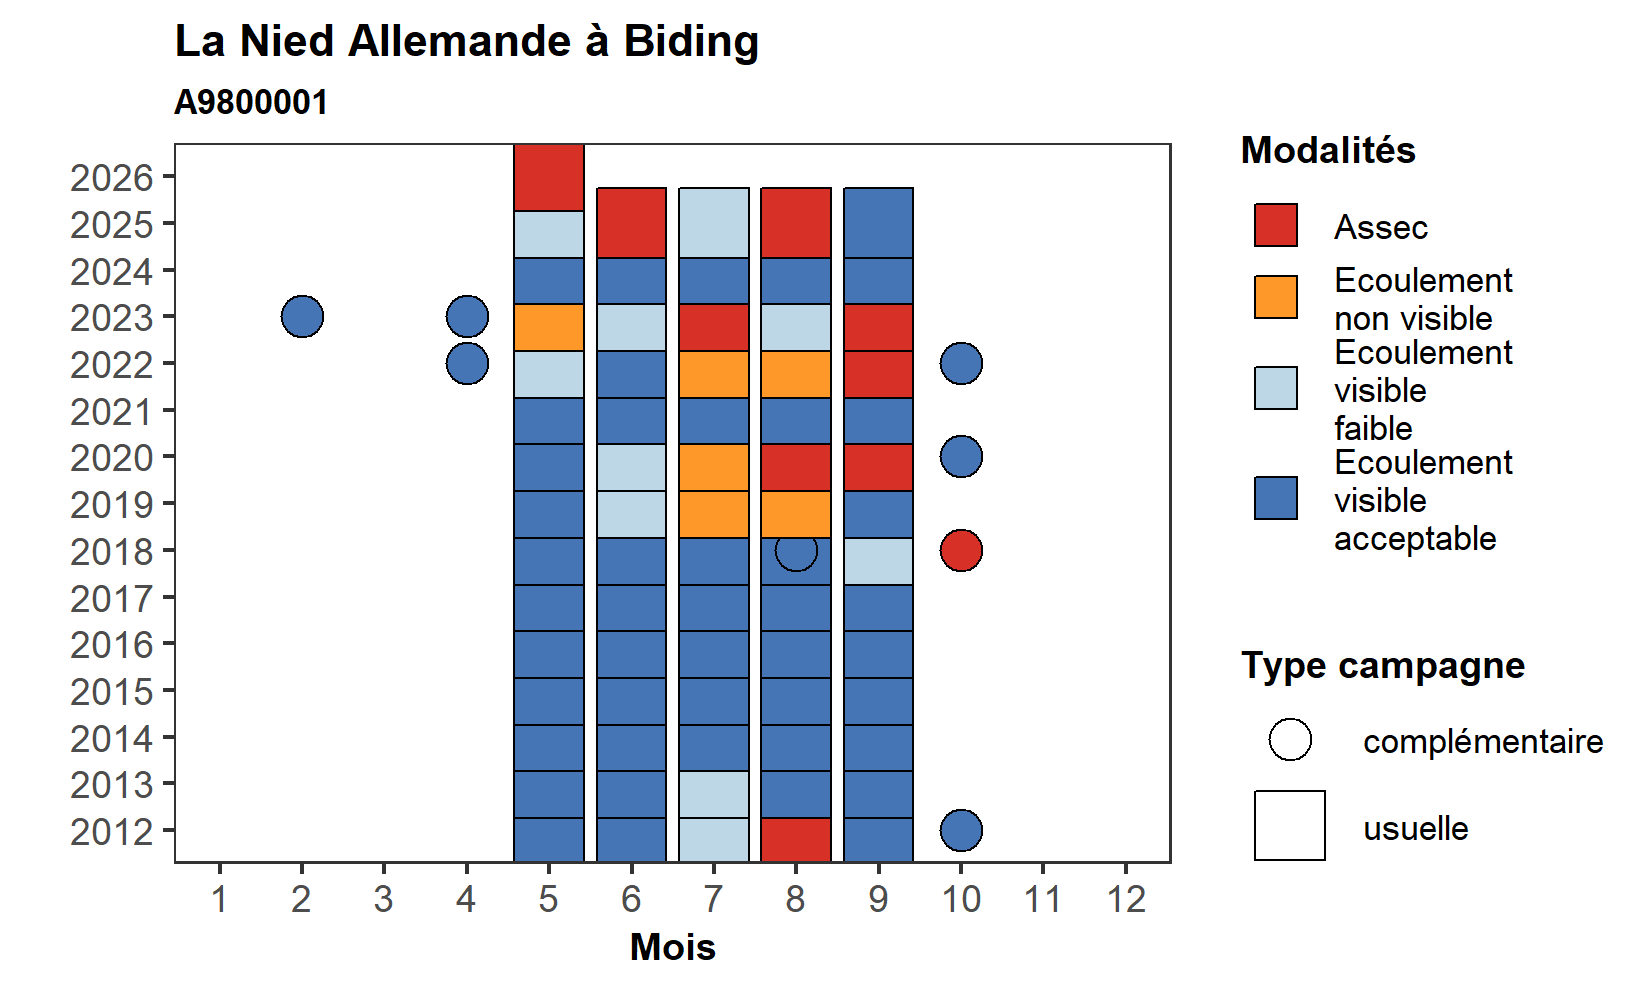 La Nied Allemande à Biding
A9800001
2026
2025
2024
2023
2022
2021
2020
2019
2018
2017
2016
2015
2014
2013
2012
1 2 3 4 5 6 7 8 9 10 11 12
Mois
Modalités
Assec
Ecoulement
non visible
Ecoulement
visible
faible
Ecoulement
visible
acceptable
Type campagne
complémentaire
usuelle